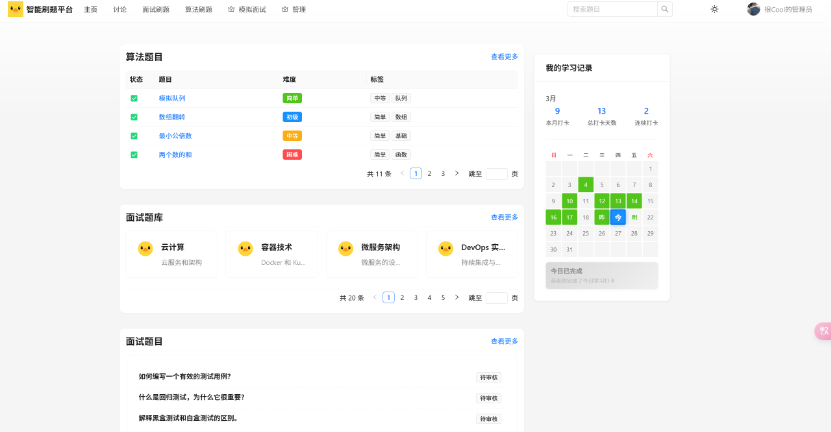 智能刷题平台 主页 讨论 面试刷题 算法刷题 模拟面试 管理 搜索题目 很Cool的管理员
算法题目 查看更多
状态 题目 难度 标签
模拟队列 简单 中等 队列
数组翻转 初级 简单 数组
最小公倍数 中等 简单 基础
两个数的和 困难 简单 函数
共 11 条 < 1 2 3 > 跳至 页
面试题库 查看更多
云计算
云服务和架构
容器技术
Docker 和 Ku...
微服务架构
微服务的设...
DevOps 实...
持续集成与...
共 20 条 < 1 2 3 4 5 > 跳至 页
面试题目 查看更多
如何编写一个有效的测试用例? 待审核
什么是回归测试，为什么它很重要? 待审核
解释黑盒测试和白盒测试的区别。 待审核
我的学习记录
3月
9 13 2
本月打卡 总打卡天数 连续打卡
日 一 二 三 四 五 六
1
2 3 4 5 6 7 8
9 10 11 12 13 14 15
16 17 18 昨 今 明 22
23 24 25 26 27 28 29
30 31
今日已完成